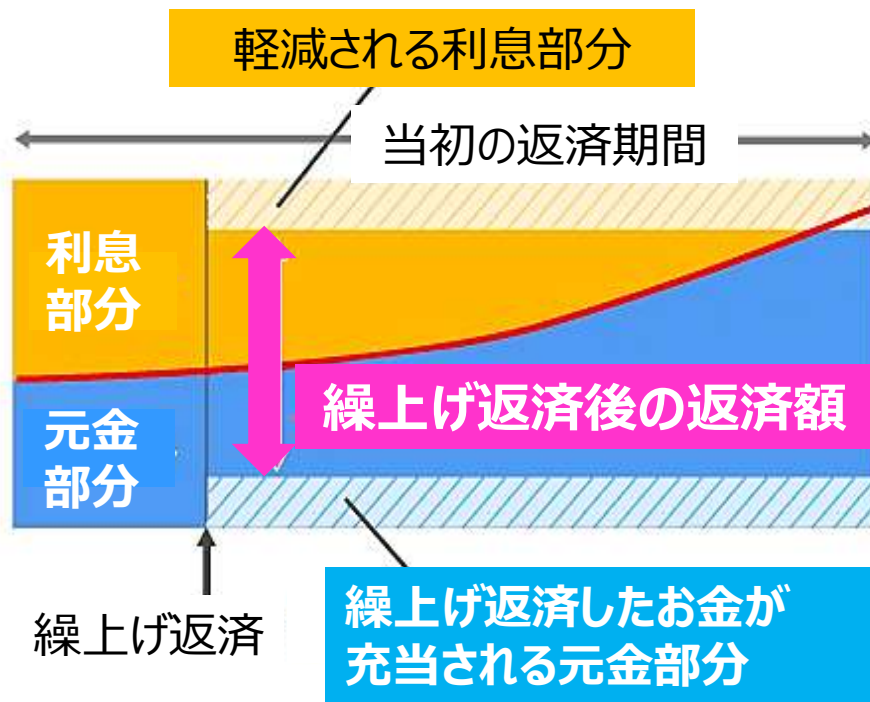 軽減される利息部分
当初の返済期間
利息
部分
繰上げ返済後の返済額
元金
部分
繰上げ返済
繰上げ返済したお金が
充当される元金部分